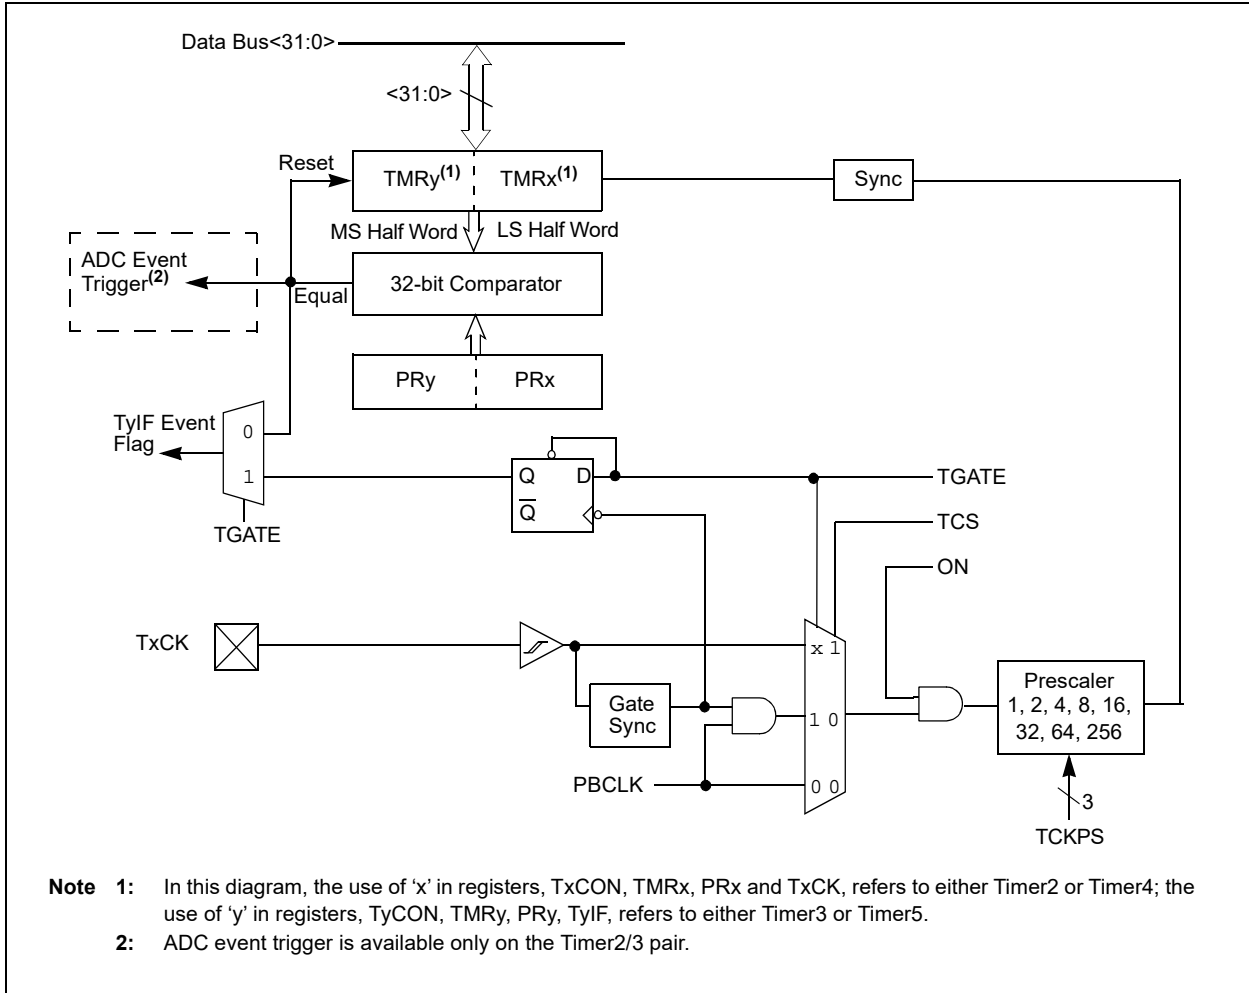 Data Bus<31:0>
<31:0>
Reset
TMRy(1)
TMRx(1)
Sync
MS Half Word
LS Half Word
ADC Event
Trigger(2)
Equal
32-bit Comparator
PRy
PRx
TyIF Event
Flag
0
1
TGATE
Q
D
Q
TGATE
TCS
ON
TxCK
x 1
Gate
Sync
1 0
Prescaler
1, 2, 4, 8, 16,
32, 64, 256
PBCLK
0 0
3
TCKPS
Note 1: In this diagram, the use of ‘x’ in registers, TxCON, TMRx, PRx and TxCK, refers to either Timer2 or Timer4; the
use of ‘y’ in registers, TyCON, TMRy, PRy, TyIF, refers to either Timer3 or Timer5.
2: ADC event trigger is available only on the Timer2/3 pair.